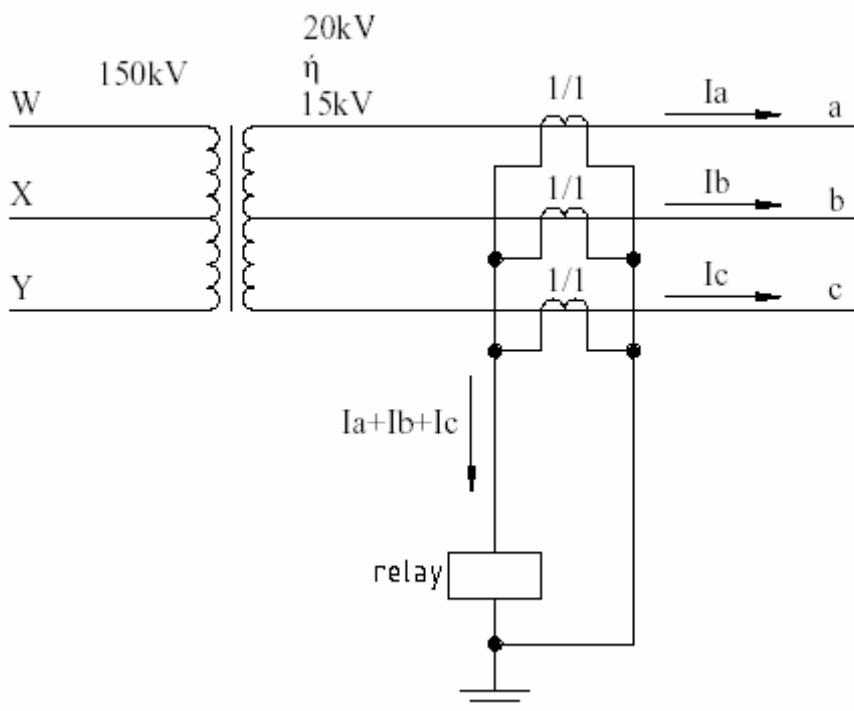 20kV
ή
15kV
150kV
1/1
Ia
a
W
1/1
Ib
b
X
1/1
Ic
c
Y
Ia+Ib+Ic
relay